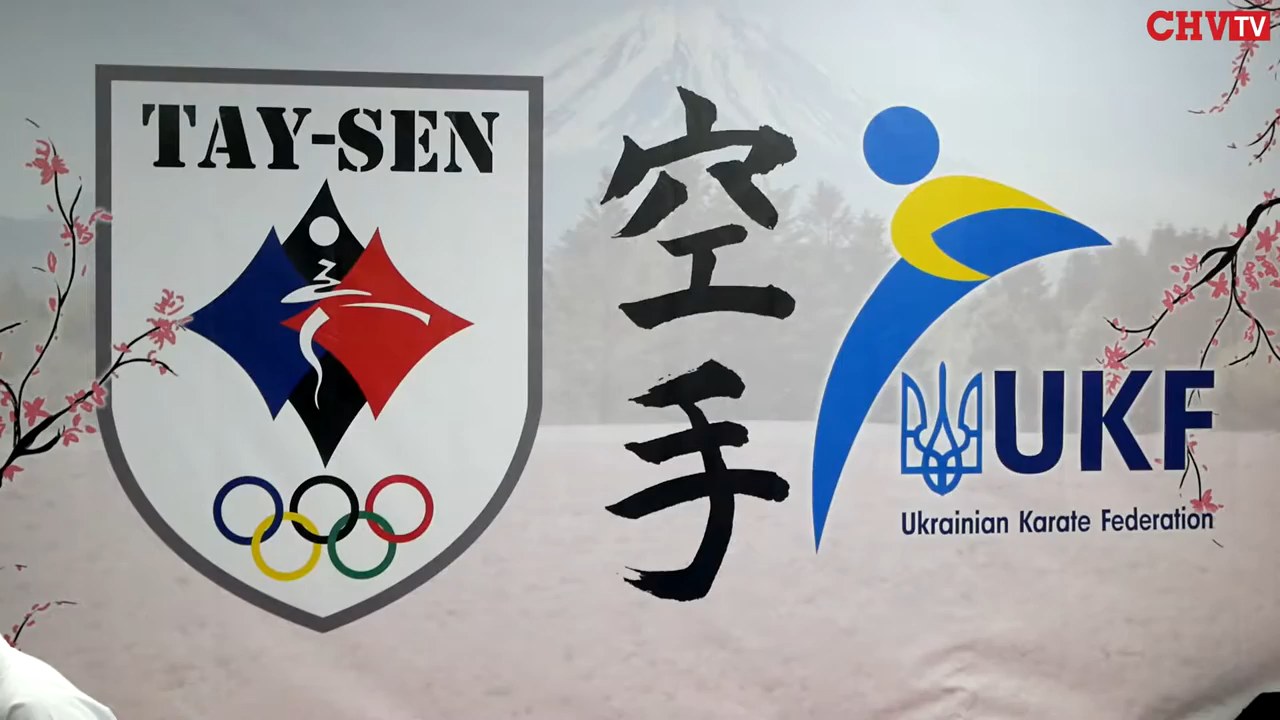 CHVTV
TAY-SEN
空手
UKF
Ukrainian Karate Federation